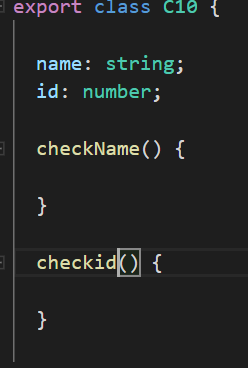 export class C10 {
name: string;
id: number;
checkName() {
}
checkid() {
}